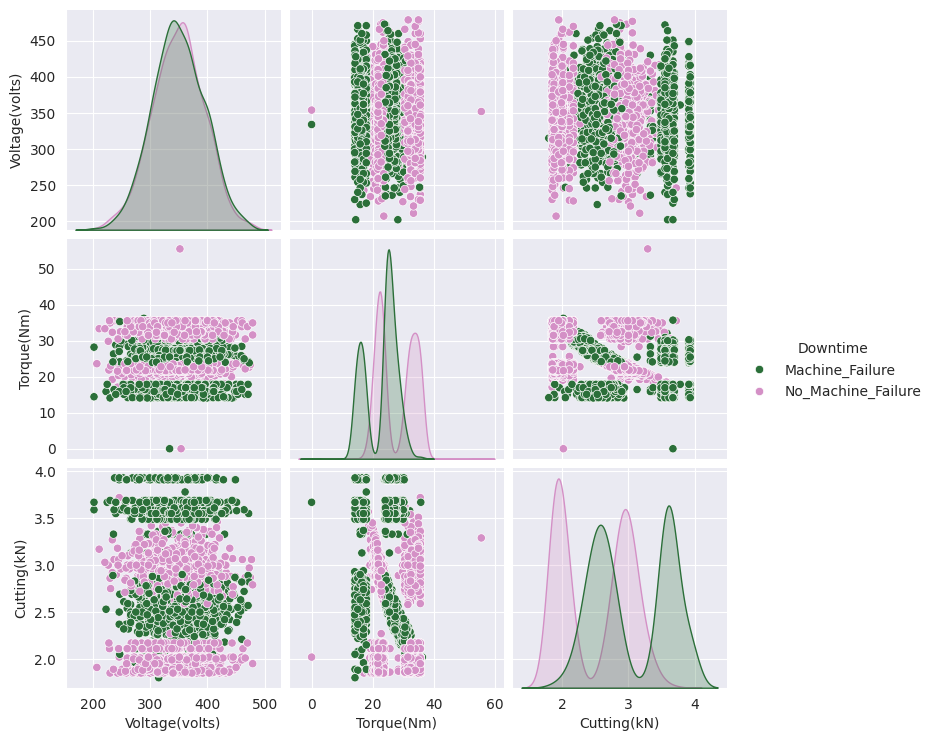 450
400
350
300
250
200
Voltage(volts)
50
40
30
20
10
0
Torque(Nm)
Downtime
Machine_Failure
No_Machine_Failure
4.0
3.5
3.0
2.5
2.0
Cutting(kN)
200 300 400 500
0 20 40 60
2 3 4
Voltage(volts) Torque(Nm) Cutting(kN)